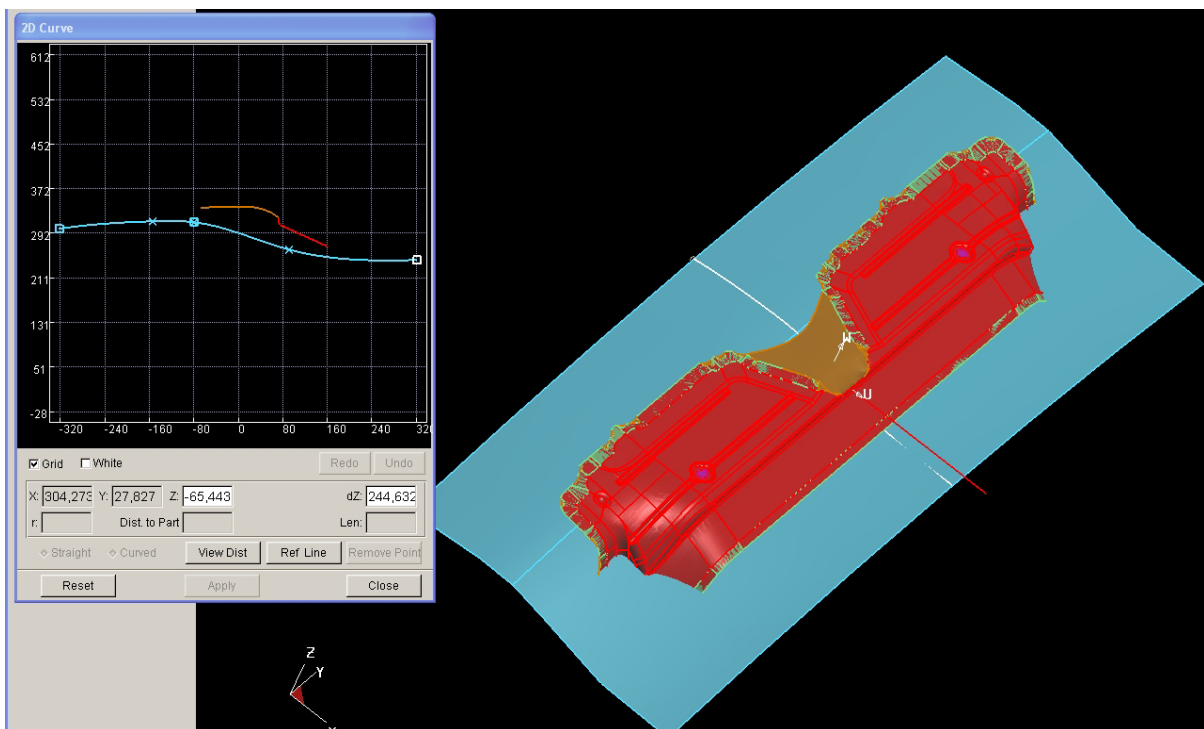 2D Curve
612
532
452
372
292
211
131
51
-28
-320 -240 -160 -80 0 80 160 240 320
Grid White Redo Undo
X: 304,273 Y: 27,827 Z: -65,443 dZ: 244,632
r: Dist. to Part Len:
Straight Curved View Dist Ref Line Remove Point
Reset Apply Close
W
U
Z
Y